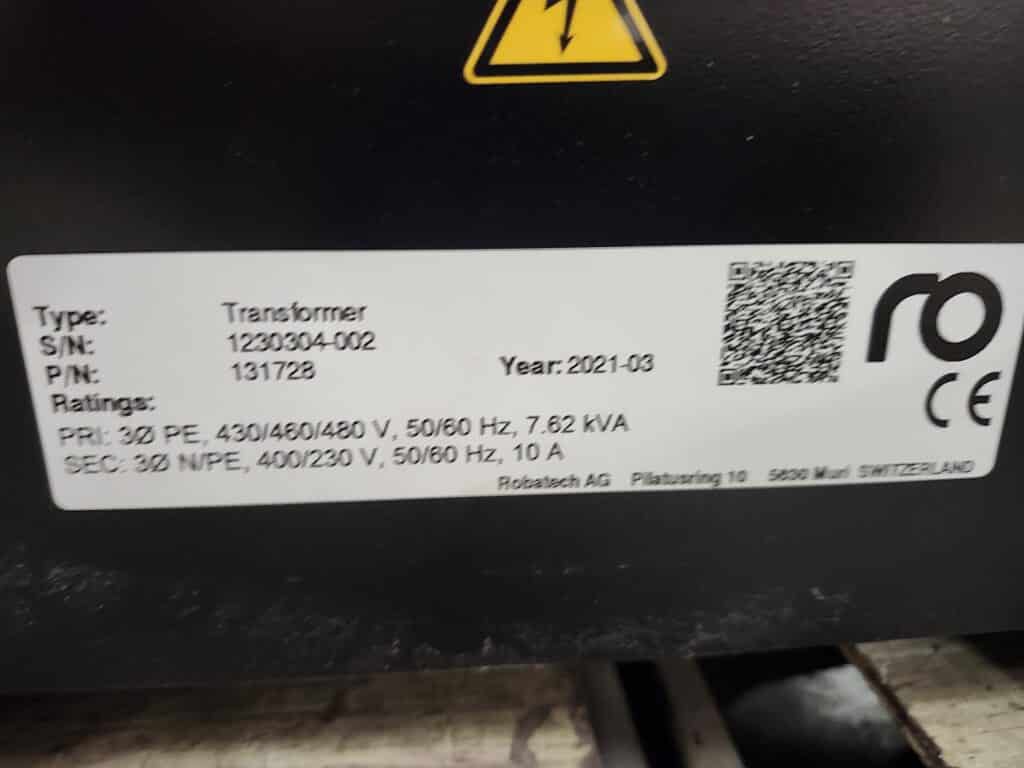 Type: Transformer
S/N: 1230304-002
P/N: 131728 Year: 2021-03
Ratings:
PRI: 3Ø PE, 430/460/480 V, 50/60 Hz, 7.62 kVA
SEC: 3Ø N/PE, 400/230 V, 50/60 Hz, 10 A
Robatech AG Pilatusring 10 5630 Muri SWITZERLAND
ro
CE